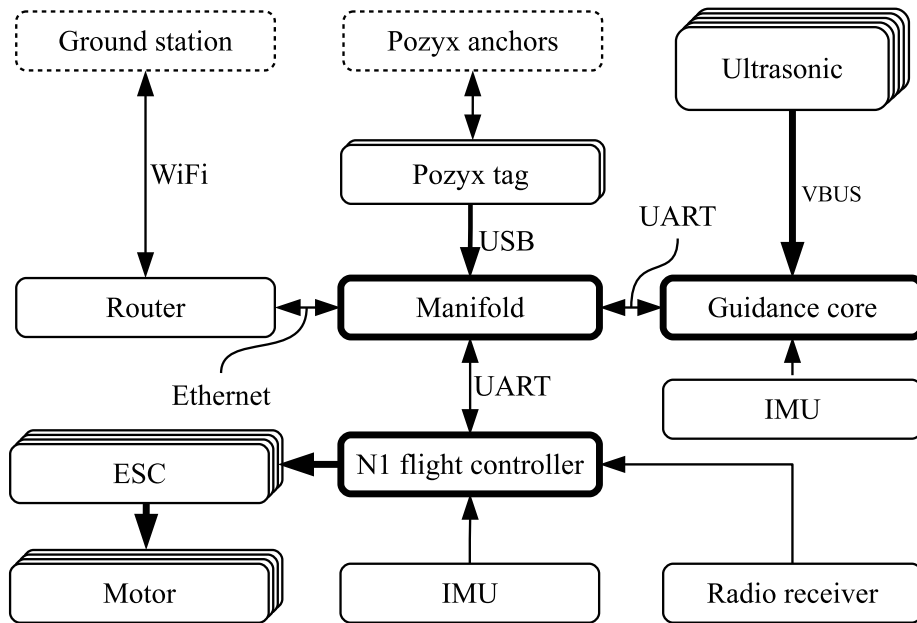 Ground station
Pozyx anchors
Ultrasonic
WiFi
Pozyx tag
VBUS
USB
UART
Router
Manifold
Guidance core
Ethernet
UART
IMU
ESC
N1 flight controller
Motor
IMU
Radio receiver